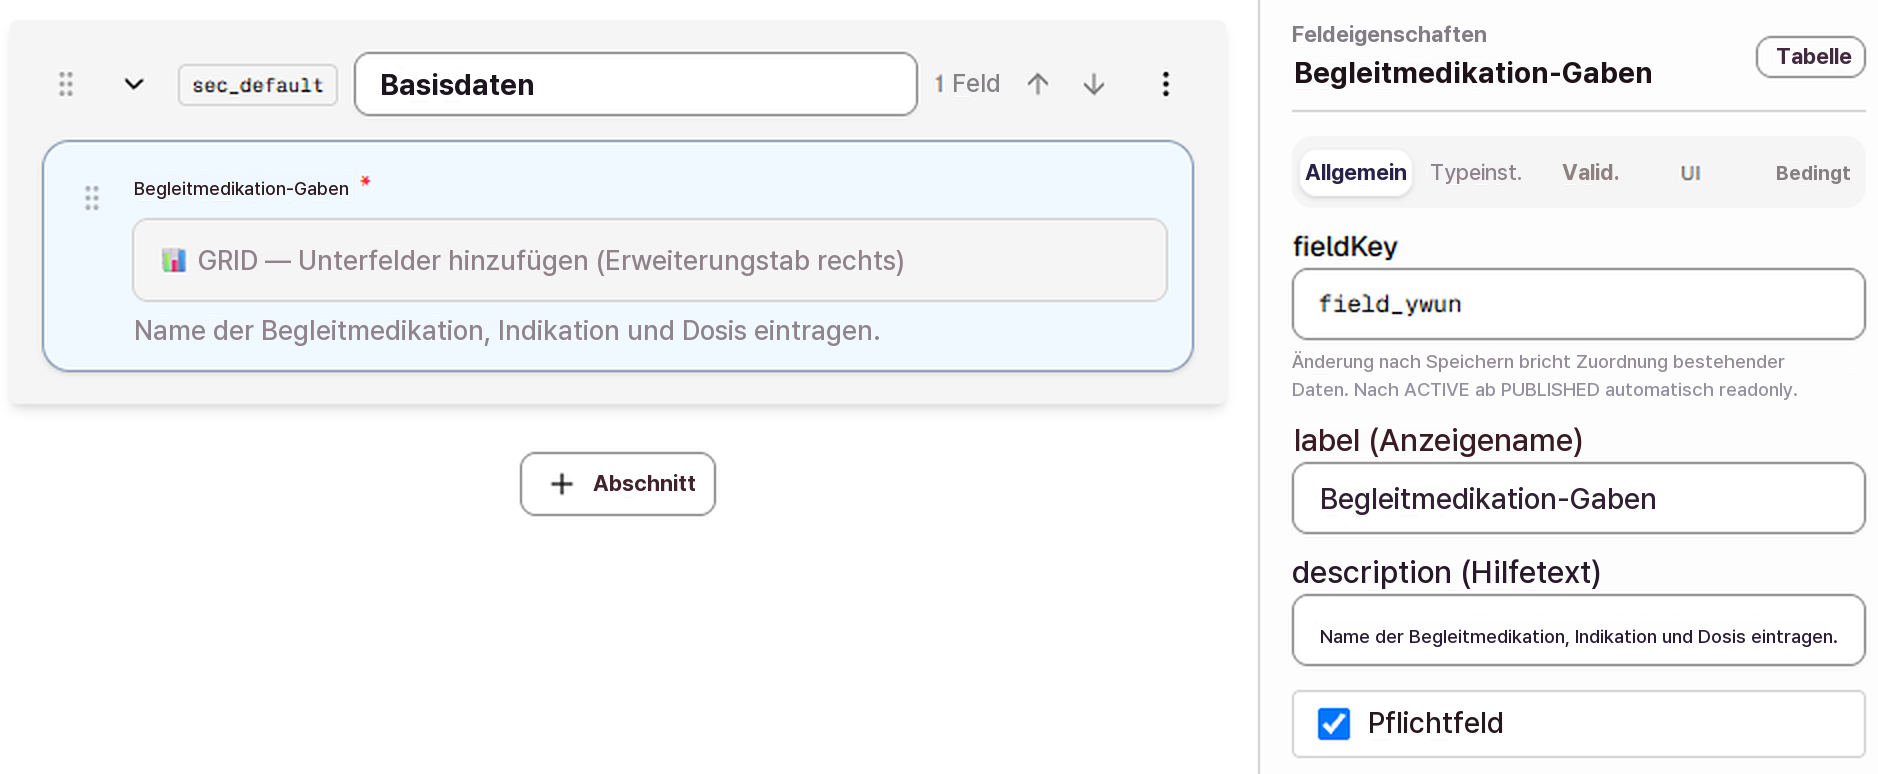 sec_default
Basisdaten
1 Feld
Begleitmedikation-Gaben *
GRID — Unterfelder hinzufügen (Erweiterungstab rechts)
Name der Begleitmedikation, Indikation und Dosis eintragen.
+ Abschnitt
Feldeigenschaften
Begleitmedikation-Gaben
Tabelle
Allgemein Typeinst. Valid. UI Bedingt
fieldKey
field_ywun
Änderung nach Speichern bricht Zuordnung bestehender
Daten. Nach ACTIVE ab PUBLISHED automatisch readonly.
label (Anzeigename)
Begleitmedikation-Gaben
description (Hilfetext)
Name der Begleitmedikation, Indikation und Dosis eintragen.
Pflichtfeld